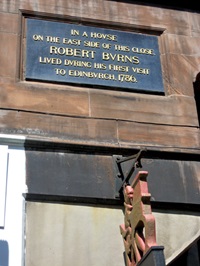 IN A HOVSE
ON THE EAST SIDE OF THIS CLOSE
ROBERT BVRNS
LIVED DVRING HIS FIRST VISIT
TO EDINBVRGH, 1786.